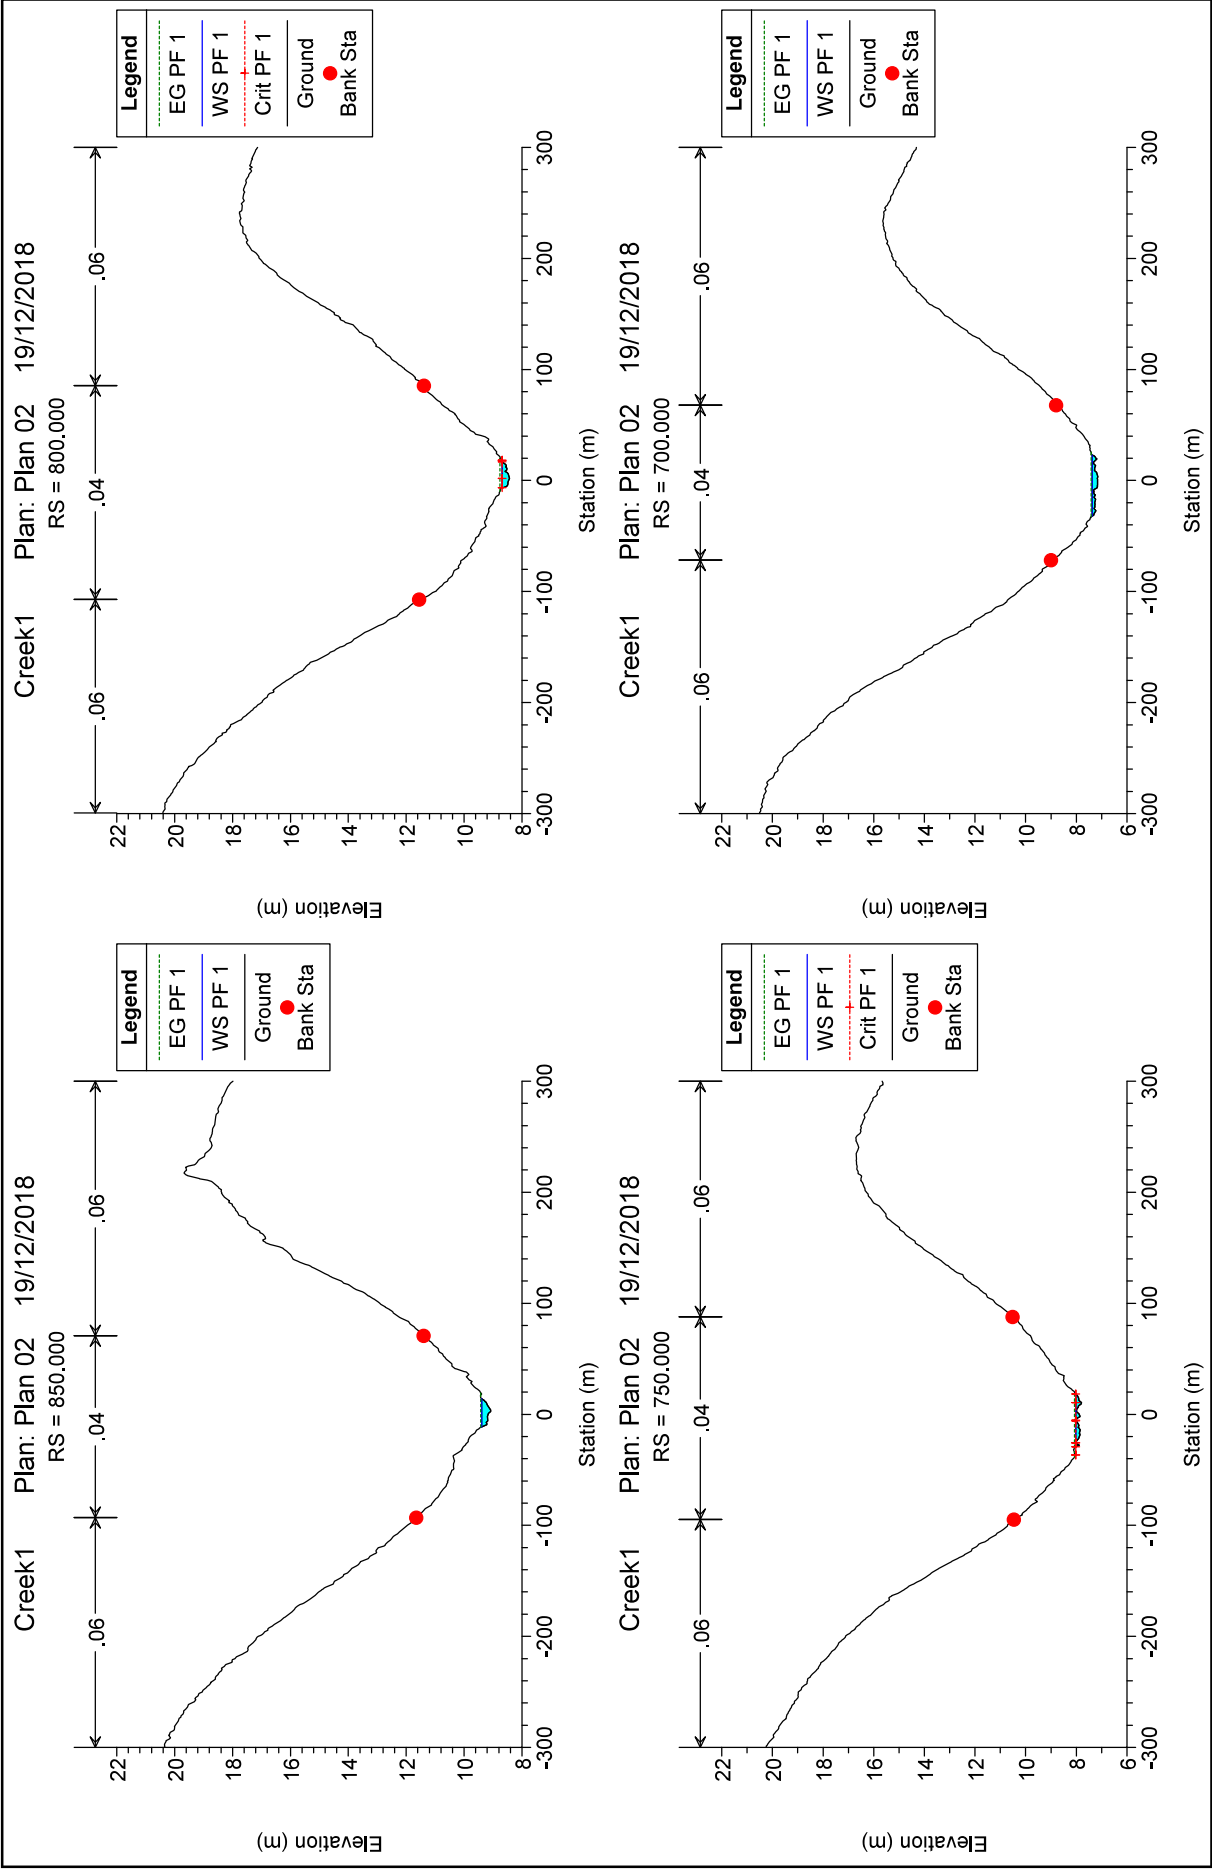 Creek1 Plan: Plan 02 19/12/2018
RS = 850.000
.06 .04 .06
22
20
18
16
14
12
10
8
Elevation (m)
-300 -200 -100 0 100 200 300
Station (m)
Legend
EG PF 1
WS PF 1
Ground
Bank Sta
Creek1 Plan: Plan 02 19/12/2018
RS = 800.000
.06 .04 .06
22
20
18
16
14
12
10
8
Elevation (m)
-300 -200 -100 0 100 200 300
Station (m)
Legend
EG PF 1
WS PF 1
Crit PF 1
Ground
Bank Sta
Creek1 Plan: Plan 02 19/12/2018
RS = 750.000
.06 .04 .06
22
20
18
16
14
12
10
8
6
Elevation (m)
-300 -200 -100 0 100 200 300
Station (m)
Legend
EG PF 1
WS PF 1
Crit PF 1
Ground
Bank Sta
Creek1 Plan: Plan 02 19/12/2018
RS = 700.000
.06 .04 .06
22
20
18
16
14
12
10
8
6
Elevation (m)
-300 -200 -100 0 100 200 300
Station (m)
Legend
EG PF 1
WS PF 1
Ground
Bank Sta